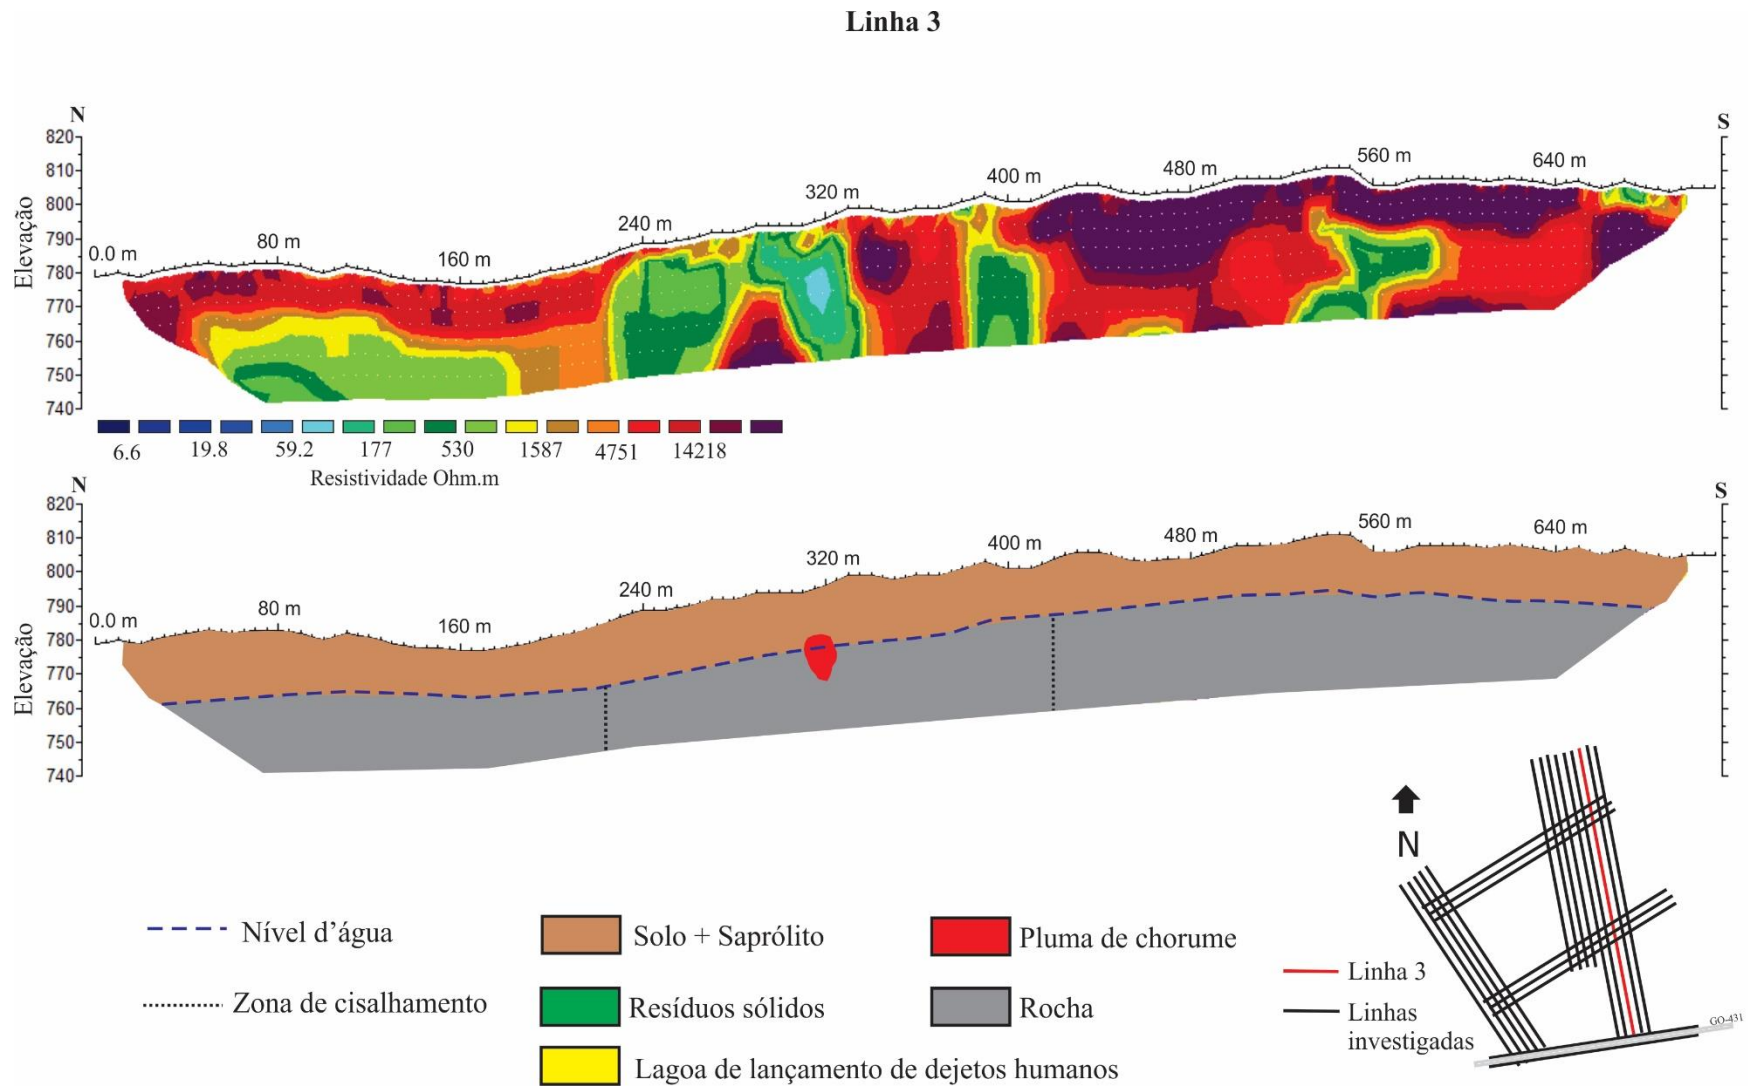 Linha 3
N
S
820
810
800
790
780
770
760
750
740
Elevação
0.0 m
80 m
160 m
240 m
320 m
400 m
480 m
560 m
640 m
6.6
19.8
59.2
177
530
1587
4751
14218
Resistividade Ohm.m
N
S
820
810
800
790
780
770
760
750
740
Elevação
0.0 m
80 m
160 m
240 m
320 m
400 m
480 m
560 m
640 m
Nível d’água
Solo + Saprólito
Pluma de chorume
Zona de cisalhamento
Resíduos sólidos
Rocha
Lagoa de lançamento de dejetos humanos
N
Linha 3
Linhas
investigadas
GO-431